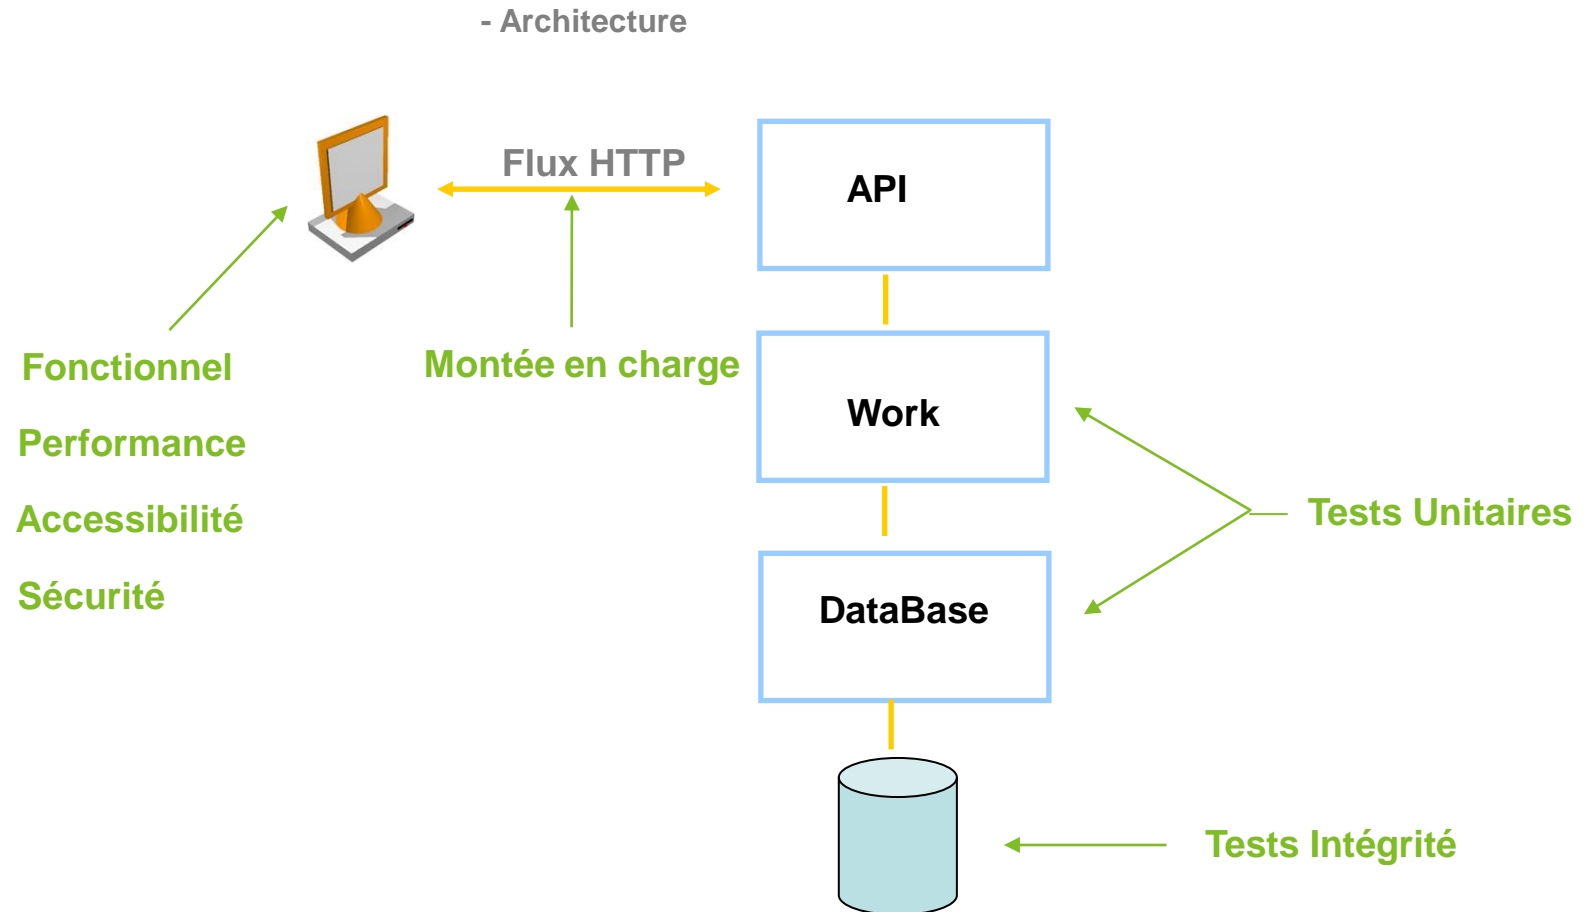 - Architecture
Flux HTTP
API
Fonctionnel
Montée en charge
Work
Performance
Accessibilité
Tests Unitaires
Sécurité
DataBase
Tests Intégrité